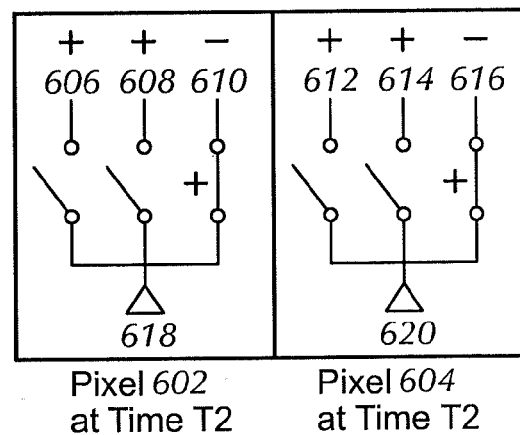 + + − + + −
606 608 610 612 614 616
+ +
618 620
Pixel 602 Pixel 604
at Time T2 at Time T2